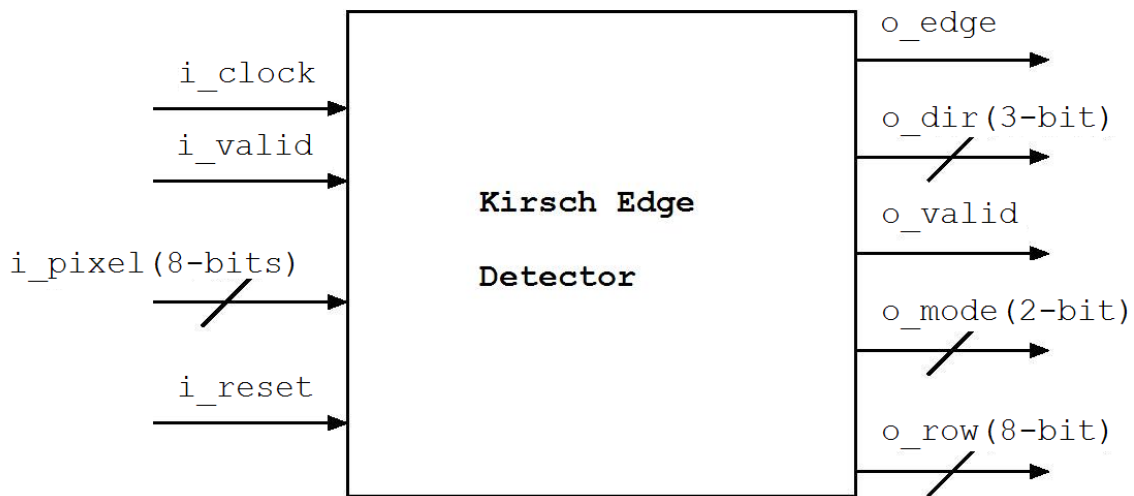 i_clock
i_valid
i_pixel(8-bits)
i_reset
Kirsch Edge
Detector
o_edge
o_dir(3-bit)
o_valid
o_mode(2-bit)
o_row(8-bit)